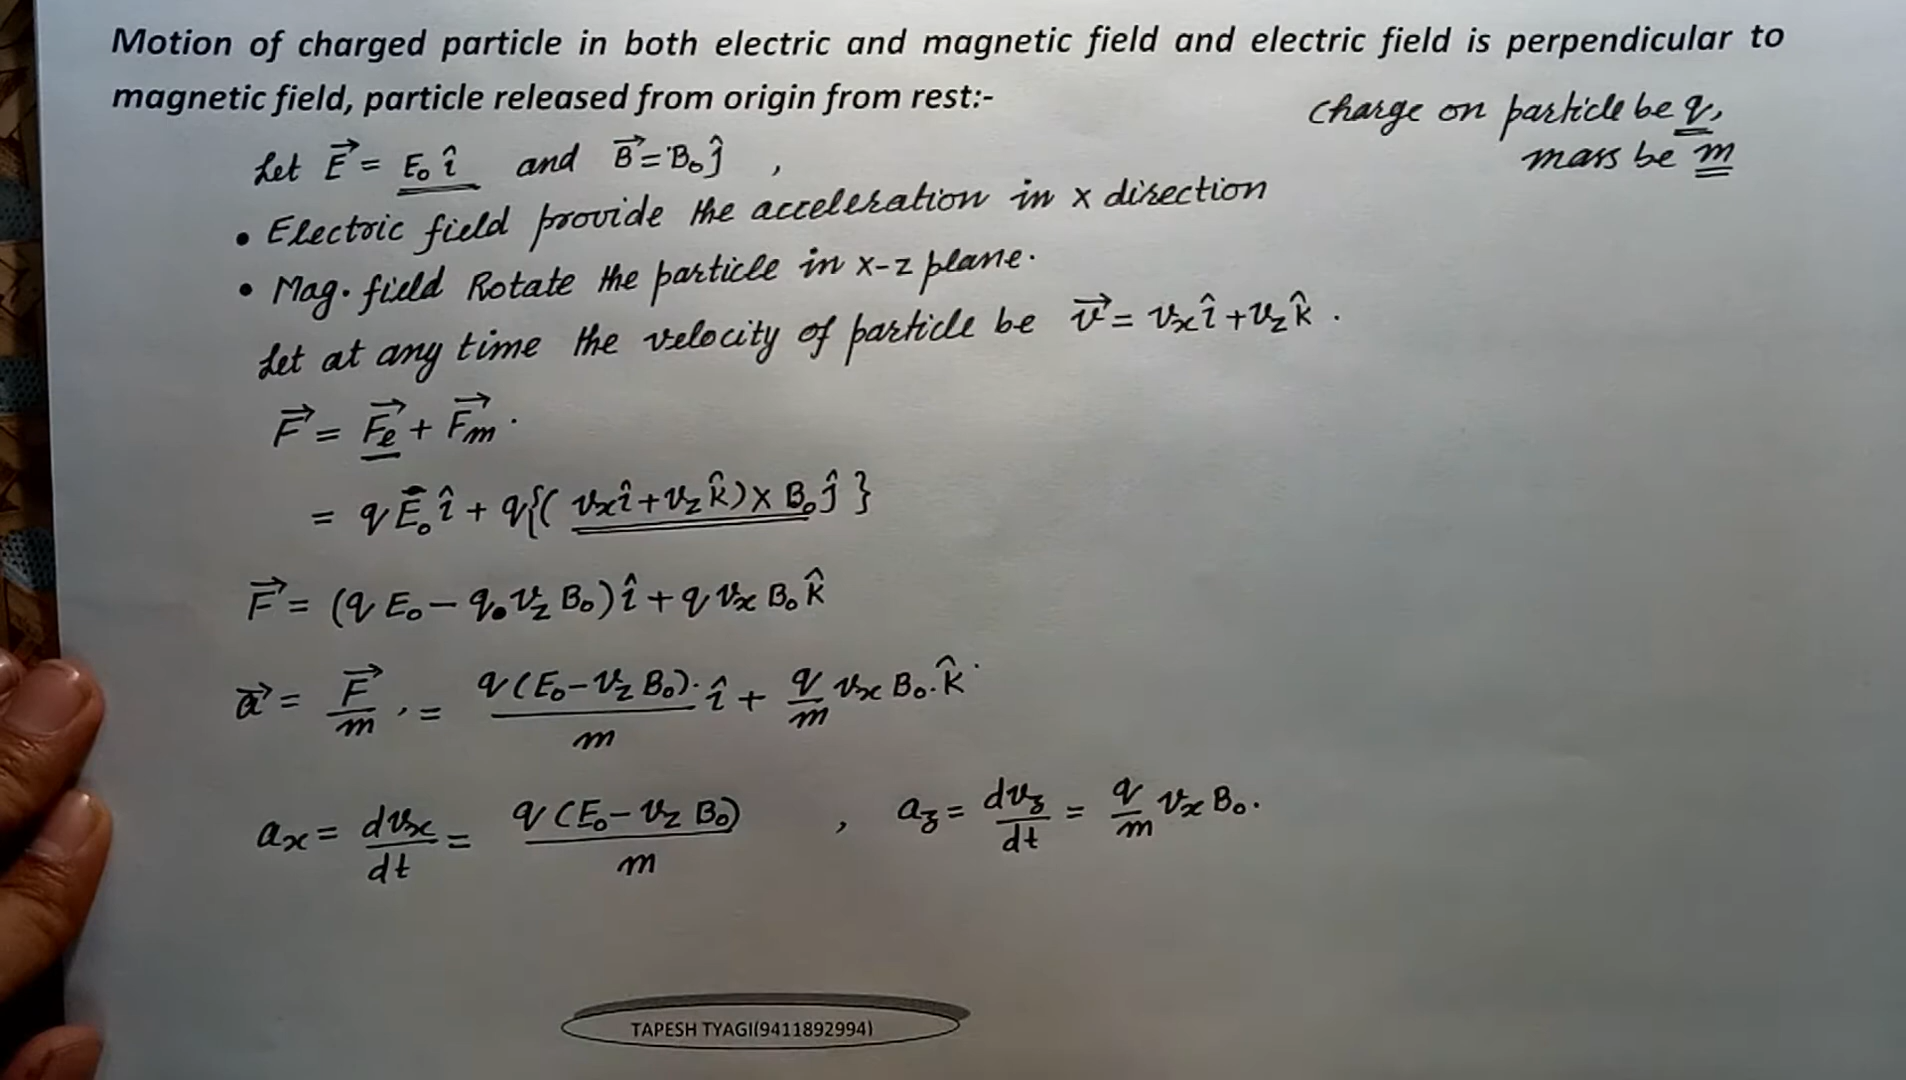 Motion of charged particle in both electric and magnetic field and electric field is perpendicular to
magnetic field, particle released from origin from rest:-
charge on particle be q,
mass be m
Let E⃗ = E₀ î and B⃗ = B₀ ĵ ,
• Electric field provide the acceleration in x direction
• Mag. field Rotate the particle in x-z plane.
Let at any time the velocity of particle be v⃗ = vₓ î + v_z k̂ .
F⃗ = F⃗e + F⃗m .
= q E₀ î + q{( vₓ î + v_z k̂ ) × B₀ ĵ }
F⃗ = (q E₀ − q v_z B₀) î + q vₓ B₀ k̂
a⃗ = F⃗/m , = q(E₀ − v_z B₀)/m . î + q/m vₓ B₀ . k̂
aₓ = dvₓ/dt = q(E₀ − v_z B₀)/m , a_z = dv_z/dt = q/m vₓ B₀ .
TAPESH TYAGI(9411892994)